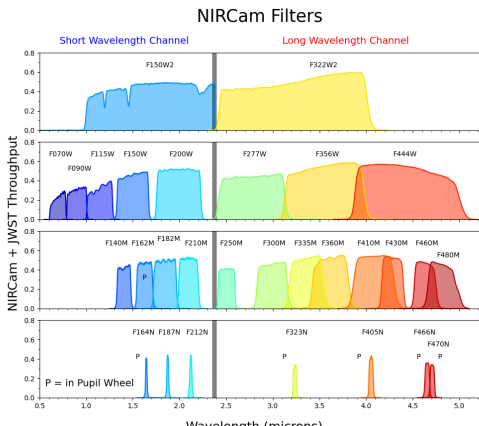 NIRCam Filters
Short Wavelength Channel Long Wavelength Channel
NIRCam + JWST Throughput
0.8
0.6
0.4
0.2
0.0
F150W2 F322W2
0.8
0.6
0.4
0.2
0.0
F070W F115W F150W F200W F277W F356W F444W
F090W
0.8
0.6
0.4
0.2
0.0
F182M
F140M F162M F210M F250M F300M F335M F360M F410M F430M F460M
F480M
P
0.8
0.6
0.4
0.2
0.0
F164N F187N F212N F323N F405N F466N
F470N
P P P P P
P = in Pupil Wheel
0.5 1.0 1.5 2.0 2.5 3.0 3.5 4.0 4.5 5.0
Wavelength (microns)